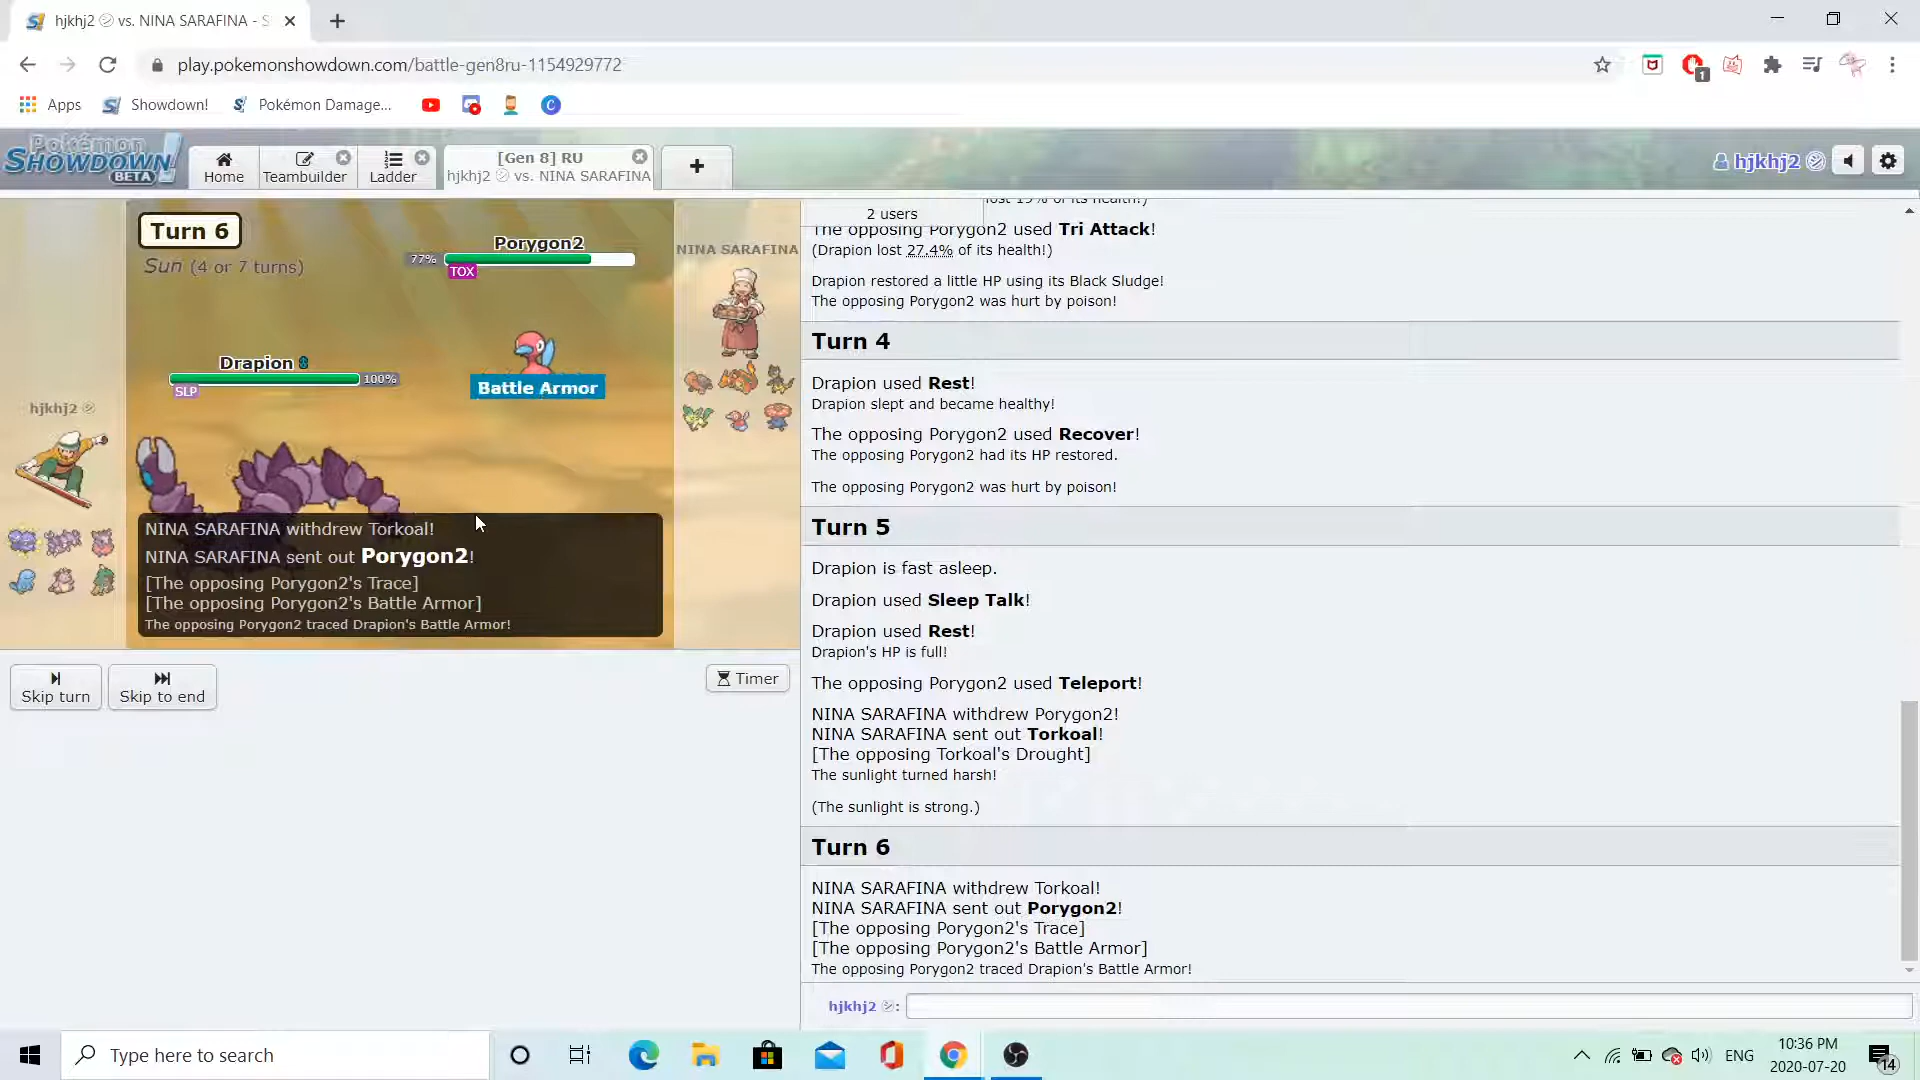 hjkhj2 vs. NINA SARAFINA - S
play.pokemonshowdown.com/battle-gen8ru-1154929772
1
Apps
Showdown!
Pokémon Damage...
Pokémon
SHOWDOWN!
BETA
Home
Teambuilder
Ladder
[Gen 8] RU
hjkhj2 vs. NINA SARAFINA
+
hjkhj2
Turn 6
Sun (4 or 7 turns)
Porygon2
77%
TOX
Drapion
100%
SLP
Battle Armor
hjkhj2
NINA SARAFINA
NINA SARAFINA withdrew Torkoal!
NINA SARAFINA sent out Porygon2!
[The opposing Porygon2's Trace]
[The opposing Porygon2's Battle Armor]
The opposing Porygon2 traced Drapion's Battle Armor!
Skip turn
Skip to end
Timer
2 users
lost 19% of its health!)
The opposing Porygon2 used Tri Attack!
(Drapion lost 27.4% of its health!)
Drapion restored a little HP using its Black Sludge!
The opposing Porygon2 was hurt by poison!
Turn 4
Drapion used Rest!
Drapion slept and became healthy!
The opposing Porygon2 used Recover!
The opposing Porygon2 had its HP restored.
The opposing Porygon2 was hurt by poison!
Turn 5
Drapion is fast asleep.
Drapion used Sleep Talk!
Drapion used Rest!
Drapion's HP is full!
The opposing Porygon2 used Teleport!
NINA SARAFINA withdrew Porygon2!
NINA SARAFINA sent out Torkoal!
[The opposing Torkoal's Drought]
The sunlight turned harsh!
(The sunlight is strong.)
Turn 6
NINA SARAFINA withdrew Torkoal!
NINA SARAFINA sent out Porygon2!
[The opposing Porygon2's Trace]
[The opposing Porygon2's Battle Armor]
The opposing Porygon2 traced Drapion's Battle Armor!
hjkhj2 :
Type here to search
ENG
10:36 PM
2020-07-20
14